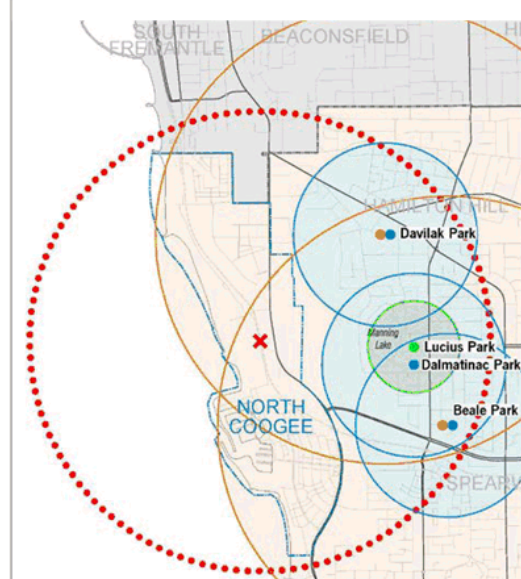 SOUTH
FREMANTLE
BEACONSFIELD
HAMILTON HILL
Davilak Park
Manning
Lake
Lucius Park
Dalmatinac Park
Beale Park
NORTH
COOGEE
SPEARW